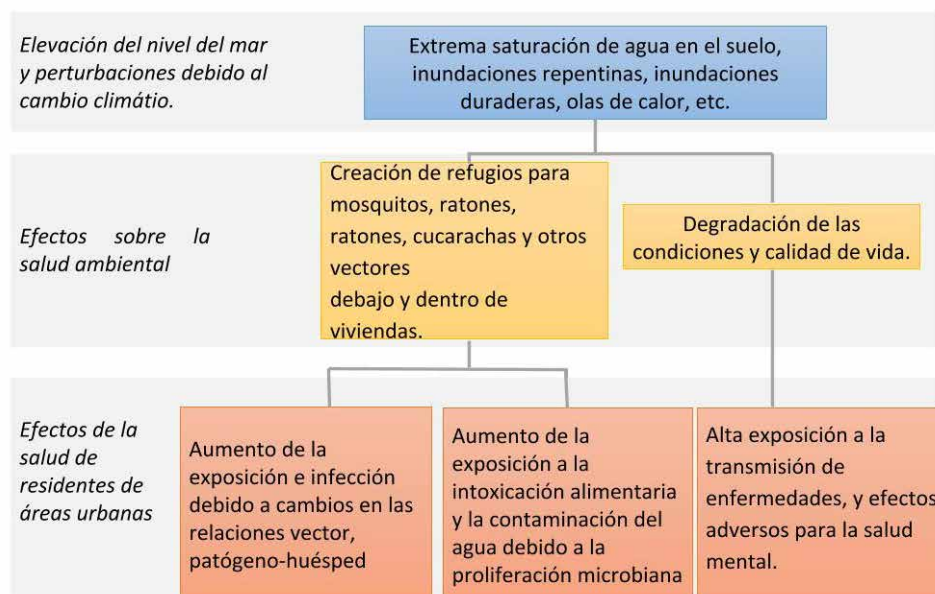 Elevación del nivel del mar
y perturbaciones debido al
cambio climátio.
Extrema saturación de agua en el suelo,
inundaciones repentinas, inundaciones
duraderas, olas de calor, etc.
Efectos sobre la
salud ambiental
Creación de refugios para
mosquitos, ratones,
ratones, cucarachas y otros
vectores
debajo y dentro de
viviendas.
Degradación de las
condiciones y calidad de vida.
Efectos de la
salud de
residentes de
áreas urbanas
Aumento de la
exposición e infección
debido a cambios en las
relaciones vector,
patógeno-huésped
Aumento de la
exposición a la
intoxicación alimentaria
y la contaminación del
agua debido a la
proliferación microbiana
Alta exposición a la
transmisión de
enfermedades, y efectos
adversos para la salud
mental.